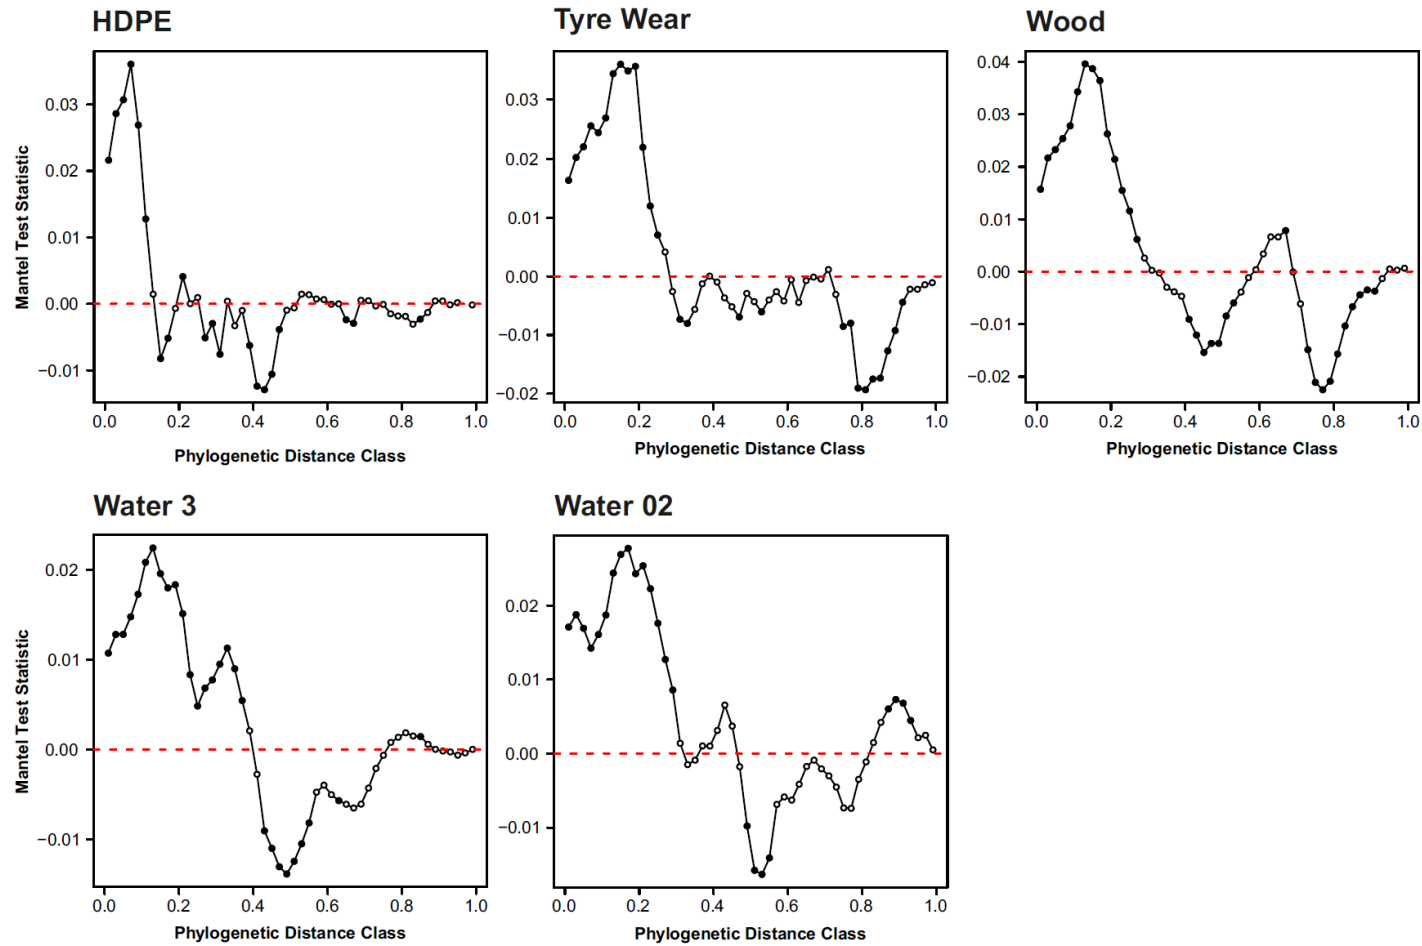 HDPE
Tyre Wear
Wood
Mantel Test Statistic
0.03
0.02
0.01
0.00
−0.01
0.0 0.2 0.4 0.6 0.8 1.0
Phylogenetic Distance Class
0.03
0.02
0.01
0.00
−0.01
−0.02
0.0 0.2 0.4 0.6 0.8 1.0
Phylogenetic Distance Class
0.04
0.03
0.02
0.01
0.00
−0.01
−0.02
0.0 0.2 0.4 0.6 0.8 1.0
Phylogenetic Distance Class
Water 3
Water 02
Mantel Test Statistic
0.02
0.01
0.00
−0.01
0.0 0.2 0.4 0.6 0.8 1.0
Phylogenetic Distance Class
0.02
0.01
0.00
−0.01
0.0 0.2 0.4 0.6 0.8 1.0
Phylogenetic Distance Class